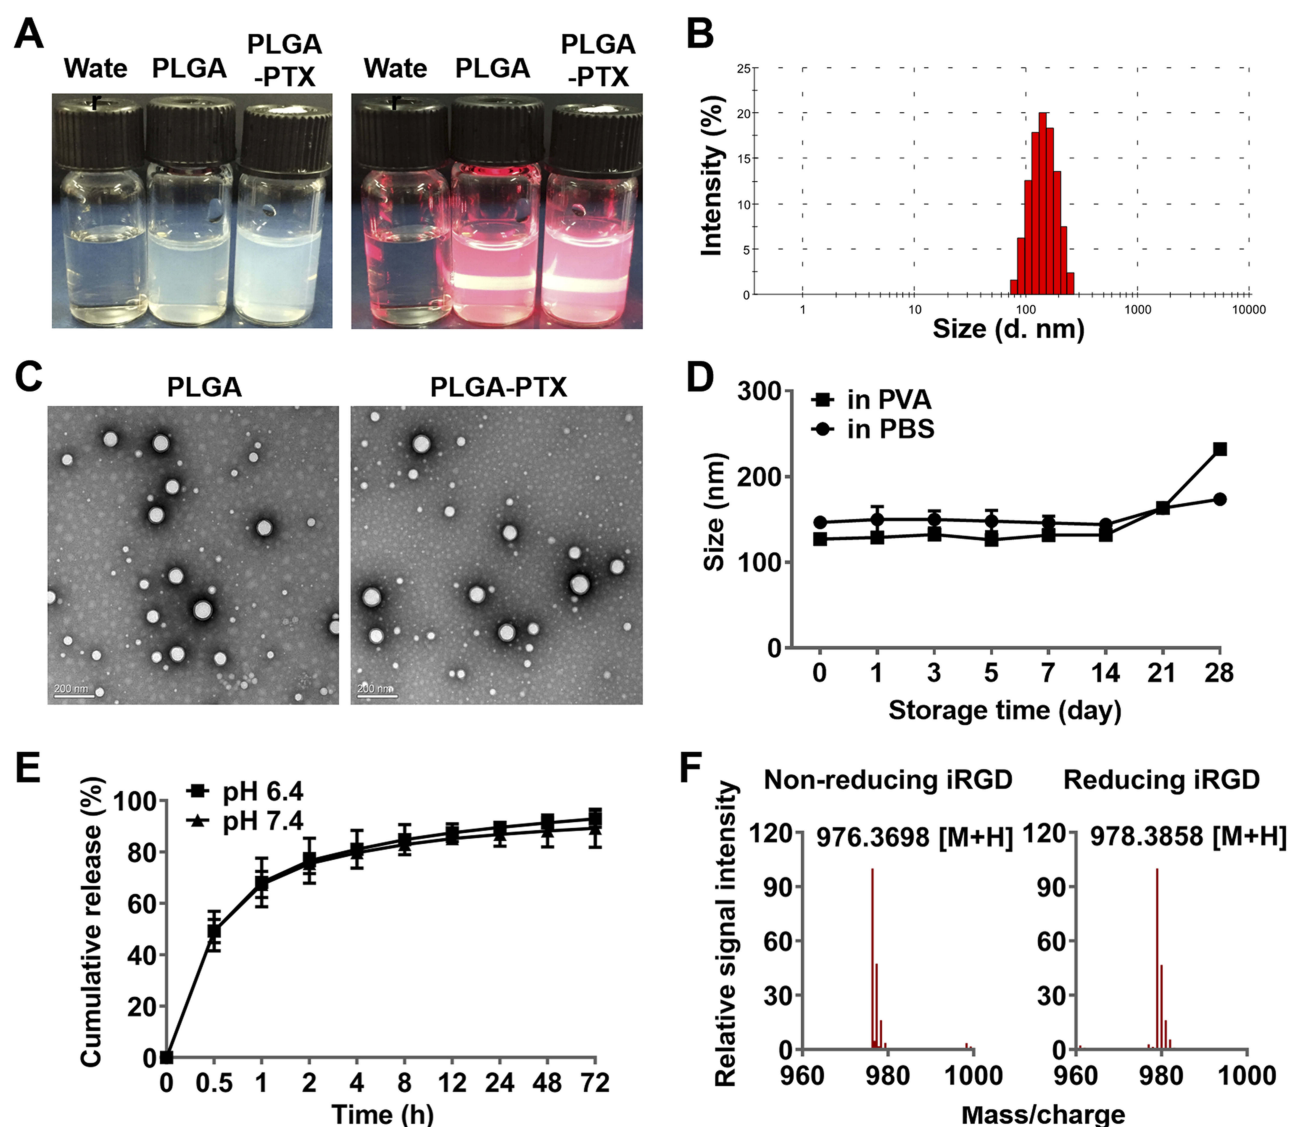 A
Wate
r
PLGA
PLGA
-PTX
Wate
r
PLGA
PLGA
-PTX
B
Intensity (%)
25
20
15
10
5
0
1
10
100
1000
10000
Size (d. nm)
C
PLGA
PLGA-PTX
200 nm
200 nm
D
in PVA
in PBS
Size (nm)
300
200
100
0
0 1 3 5 7 14 21 28
Storage time (day)
E
pH 6.4
pH 7.4
Cumulative release (%)
100
80
60
40
20
0
0 0.5 1 2 4 8 12 24 48 72
Time (h)
F
Non-reducing iRGD
Reducing iRGD
Relative signal intensity
976.3698 [M+H]
120
90
60
30
0
960 980 1000
978.3858 [M+H]
120
90
60
30
0
960 980 1000
Mass/charge